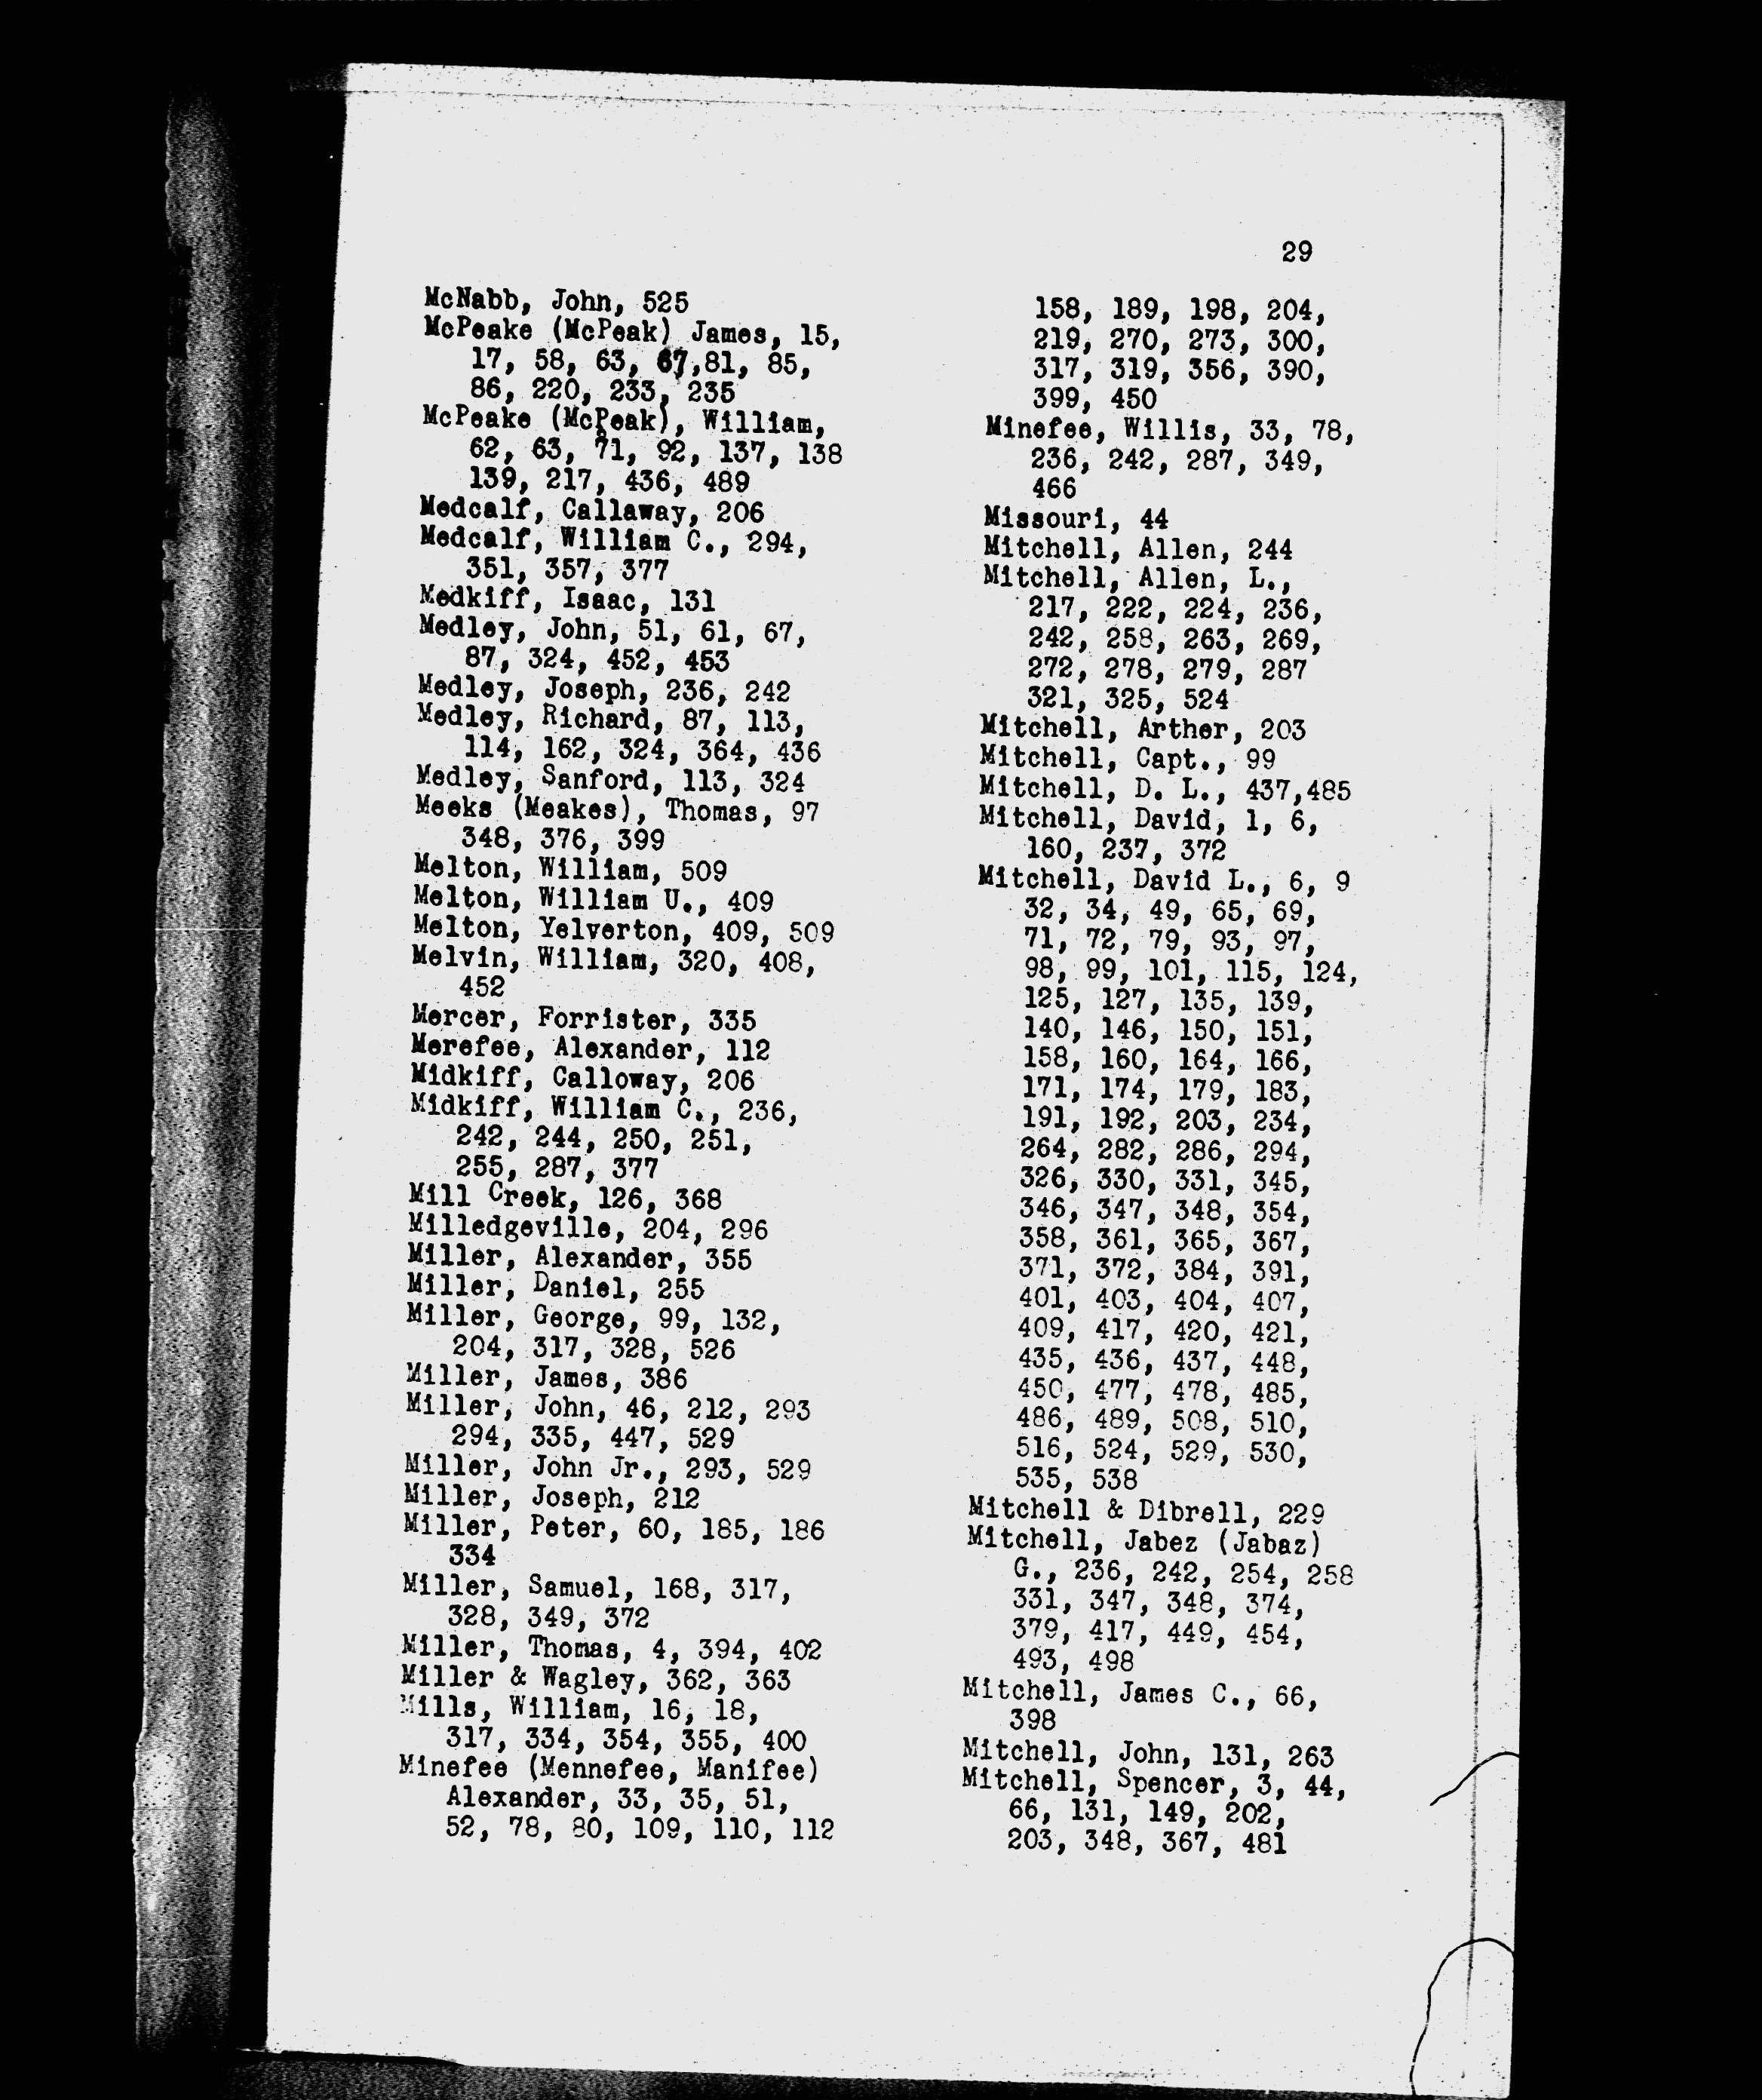 29
McNabb, John, 525
McPeake (McPeak) James, 15,
17, 58, 63, 67,81, 85,
86, 220, 233, 235
McPeake (McPeak), William,
62, 63, 71, 92, 137, 138
139, 217, 436, 489
Medcalf, Callaway, 206
Medcalf, William C., 294,
351, 357, 377
Medkiff, Isaac, 131
Medley, John, 51, 61, 67,
87, 324, 452, 453
Medley, Joseph, 236, 242
Medley, Richard, 87, 113,
114, 162, 324, 364, 436
Medley, Sanford, 113, 324
Meeks (Meakes), Thomas, 97
348, 376, 399
Melton, William, 509
Melton, William U., 409
Melton, Yelverton, 409, 509
Melvin, William, 320, 408,
452
Mercer, Forrister, 335
Merefee, Alexander, 112
Midkiff, Calloway, 206
Midkiff, William C., 236,
242, 244, 250, 251,
255, 287, 377
Mill Creek, 126, 368
Milledgeville, 204, 296
Miller, Alexander, 355
Miller, Daniel, 255
Miller, George, 99, 132,
204, 317, 328, 526
Miller, James, 386
Miller, John, 46, 212, 293
294, 335, 447, 529
Miller, John Jr., 293, 529
Miller, Joseph, 212
Miller, Peter, 60, 185, 186
334
Miller, Samuel, 168, 317,
328, 349, 372
Miller, Thomas, 4, 394, 402
Miller & Wagley, 362, 363
Mills, William, 16, 18,
317, 334, 354, 355, 400
Minefee (Mennefee, Manifee)
Alexander, 33, 35, 51,
52, 78, 80, 109, 110, 112
158, 189, 198, 204,
219, 270, 273, 300,
317, 319, 356, 390,
399, 450
Minefee, Willis, 33, 78,
236, 242, 287, 349,
466
Missouri, 44
Mitchell, Allen, 244
Mitchell, Allen, L.,
217, 222, 224, 236,
242, 258, 263, 269,
272, 278, 279, 287
321, 325, 524
Mitchell, Arther, 203
Mitchell, Capt., 99
Mitchell, D. L., 437,485
Mitchell, David, 1, 6,
160, 237, 372
Mitchell, David L., 6, 9
32, 34, 49, 65, 69,
71, 72, 79, 93, 97,
98, 99, 101, 115, 124,
125, 127, 135, 139,
140, 146, 150, 151,
158, 160, 164, 166,
171, 174, 179, 183,
191, 192, 203, 234,
264, 282, 286, 294,
326, 330, 331, 345,
346, 347, 348, 354,
358, 361, 365, 367,
371, 372, 384, 391,
401, 403, 404, 407,
409, 417, 420, 421,
435, 436, 437, 448,
450, 477, 478, 485,
486, 489, 508, 510,
516, 524, 529, 530,
535, 538
Mitchell & Dibrell, 229
Mitchell, Jabez (Jabaz)
G., 236, 242, 254, 258
331, 347, 348, 374,
379, 417, 449, 454,
493, 498
Mitchell, James C., 66,
398
Mitchell, John, 131, 263
Mitchell, Spencer, 3, 44,
66, 131, 149, 202,
203, 348, 367, 481